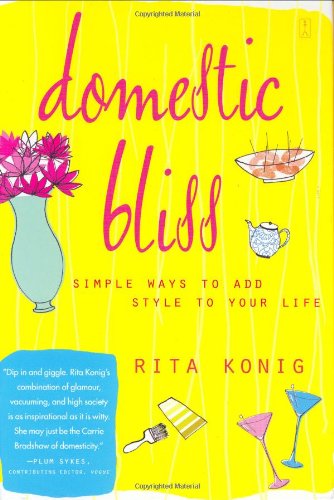 domestic
bliss
SIMPLE WAYS TO ADD
STYLE TO YOUR LIFE
RITA KONIG
"Dip in and giggle. Rita Konig's
combination of glamour,
vacuuming, and high society
is as inspirational as it is witty.
She may just be the Carrie
Bradshaw of domesticity."
—PLUM SYKES,
CONTRIBUTING EDITOR, VOGUE